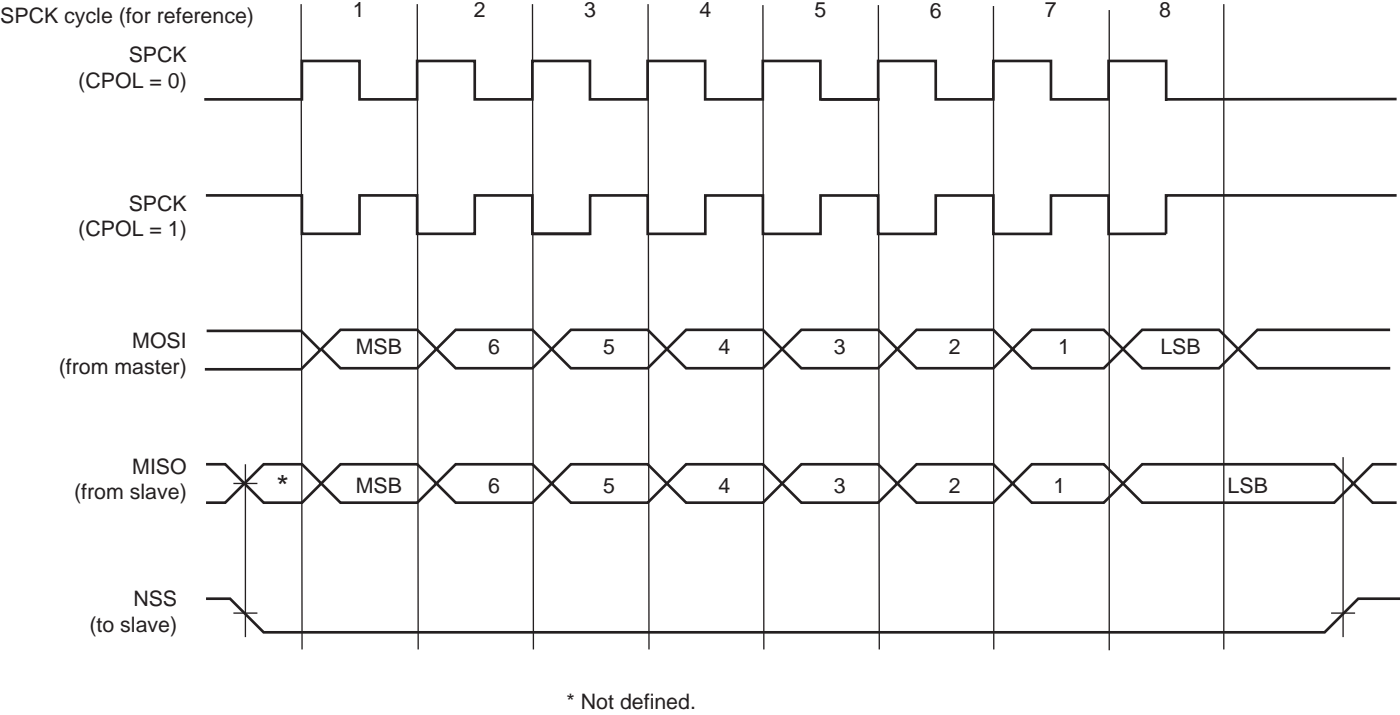 SPCK cycle (for reference) 1 2 3 4 5 6 7 8
SPCK
(CPOL = 0)
SPCK
(CPOL = 1)
MOSI
(from master)
MSB 6 5 4 3 2 1 LSB
MISO
(from slave)
* MSB 6 5 4 3 2 1 LSB
NSS
(to slave)
* Not defined.